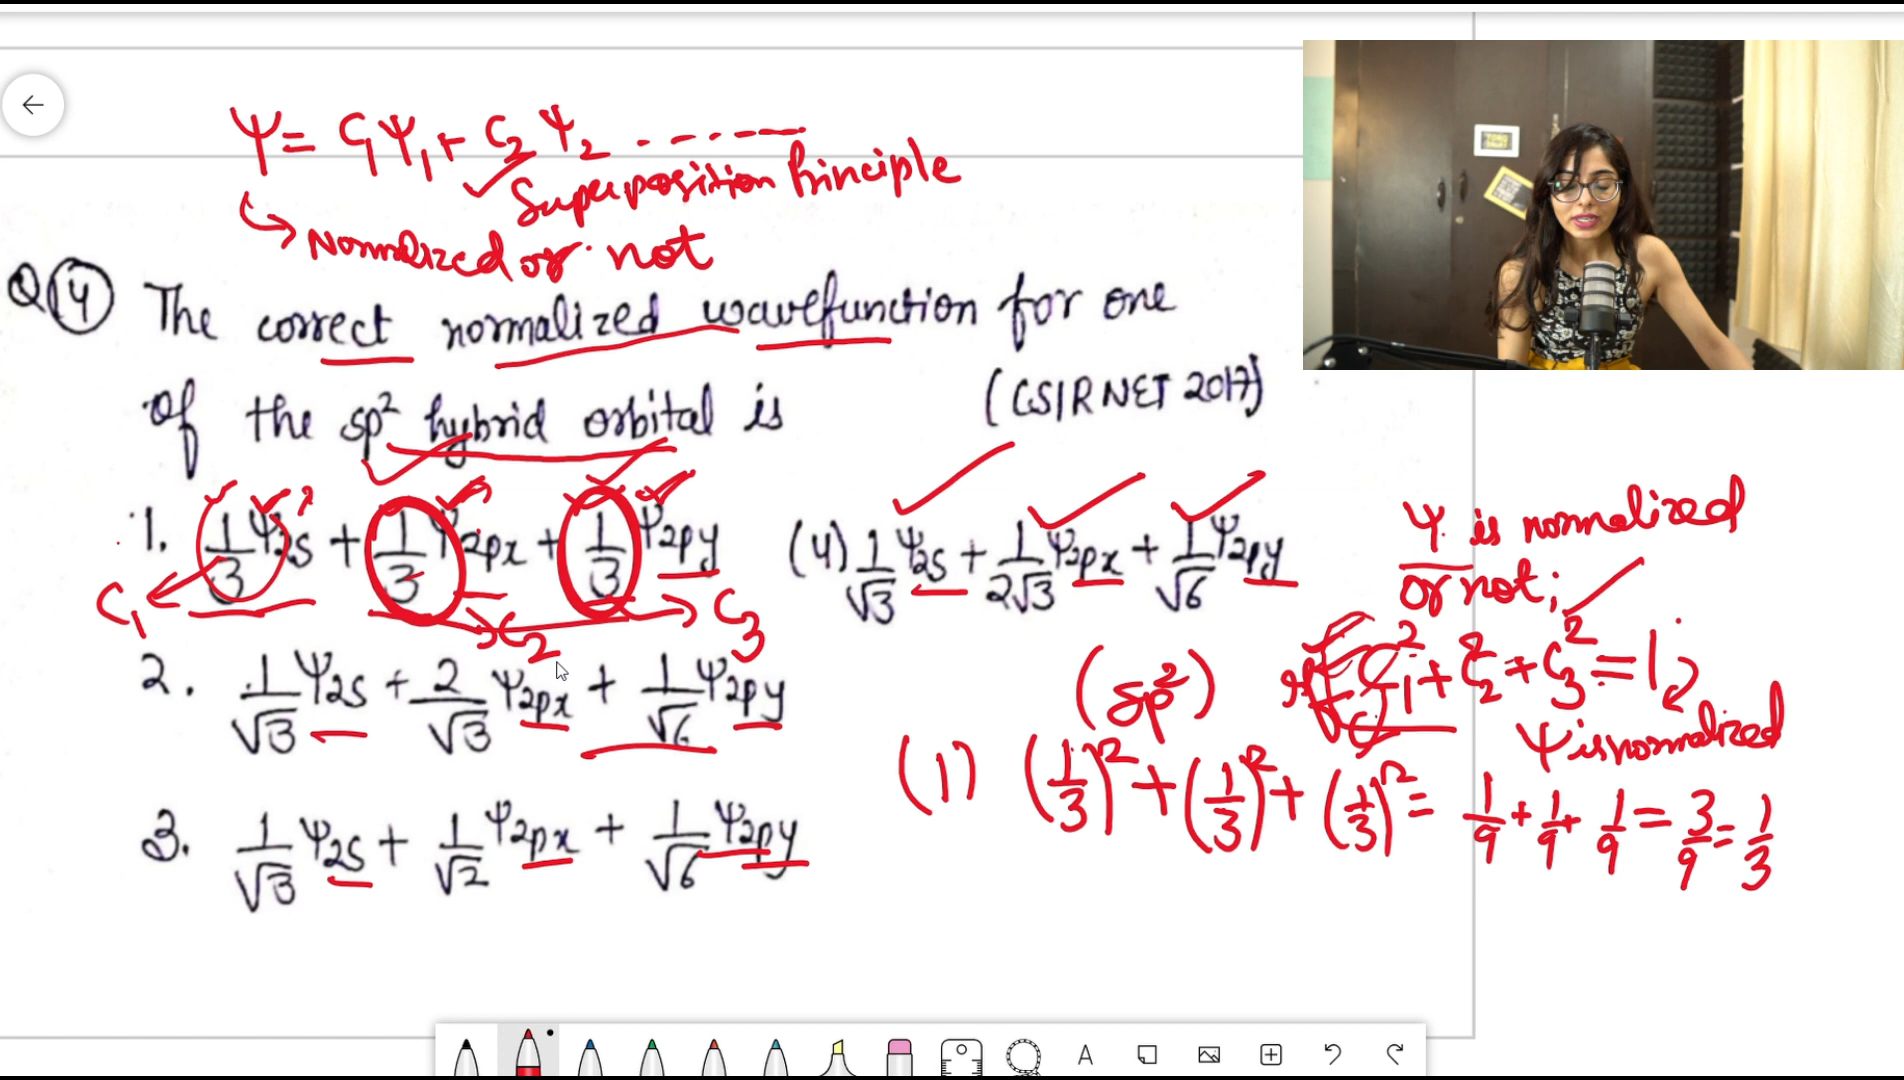 Ψ = C₁Ψ₁ + C₂Ψ₂ - - - - - -
Superposition Principle
↳ Normalized or not
Q(14) The correct normalized wavefunction for one
of the sp² hybrid orbital is (CSIR NET 2017)
1. 1/3 Ψ2s + 1/3 Ψ2px + 1/3 Ψ2py
C₁ C₂ C₃
(4) 1/√3 Ψ2s + 1/2√3 Ψ2px + 1/√6 Ψ2py
2. 1/√3 Ψ2s + 2/√3 Ψ2px + 1/√6 Ψ2py
3. 1/√3 Ψ2s + 1/√2 Ψ2px + 1/√6 Ψ2py
Ψ is normalized
or not;
(sp²) if C₁² + C₂² + C₃² = 1;
Ψ is normalized
(1) (1/3)² + (1/3)² + (1/3)² = 1/9 + 1/9 + 1/9 = 3/9 = 1/3
A